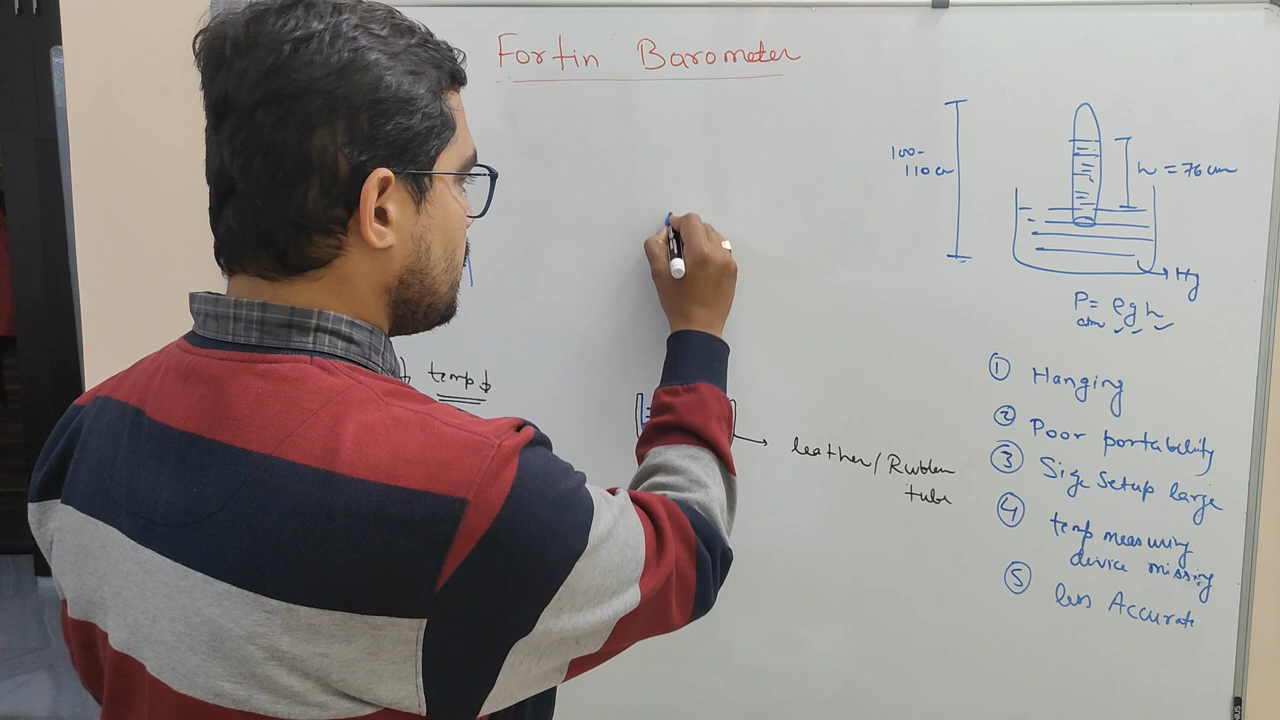 Fortin Barometer
100-
110 cm
h = 76 cm
Hg
P = ρgh
atm
temp↓
leather/Rubber
tube
① Hanging
② Poor portability
③ Size setup large
④ temp measuring
device missing
⑤ less Accurate